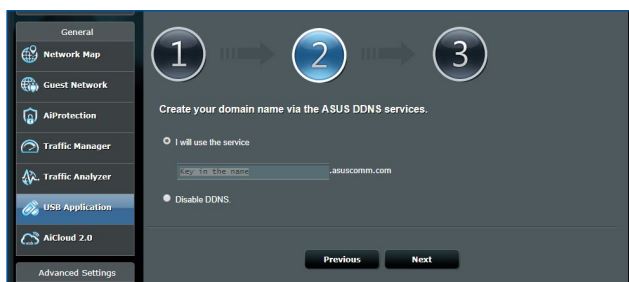 General
Network Map
Guest Network
AiProtection
Traffic Manager
Traffic Analyzer
USB Application
AiCloud 2.0
Advanced Settings
1
2
3
Create your domain name via the ASUS DDNS services.
I will use the service
Key in the name .asuscomm.com
Disable DDNS.
Previous Next